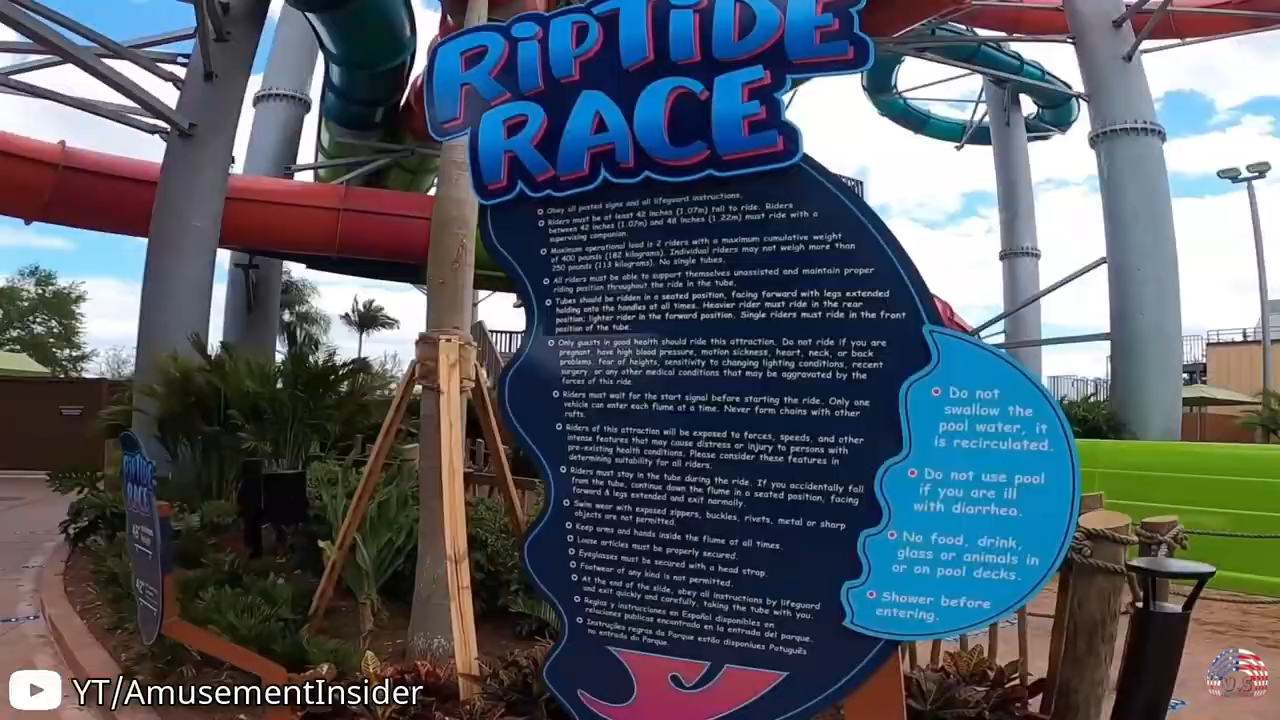 RIPTIDE
RACE
Obey all posted signs and all lifeguard instructions.
Riders must be at least 42 inches (1.07m) tall to ride. Riders
between 42 inches (1.07m) and 48 inches (1.22m) must ride with a
supervising companion.
Maximum operational load is 2 riders with a maximum cumulative weight
of 400 pounds (182 kilograms). Individual riders may not weigh more than
250 pounds (113 kilograms). No single tubes.
All riders must be able to support themselves unassisted and maintain proper
riding position throughout the ride in the tube.
Tubes should be ridden in a seated position, facing forward with legs extended
holding onto the handles at all times. Heavier rider must ride in the rear
position; lighter rider in the forward position. Single riders must ride in the front
position of the tube.
Only guests in good health should ride this attraction. Do not ride if you are
pregnant, have high blood pressure, motion sickness, heart, neck, or back
problems, fear of heights, sensitivity to changing lighting conditions, recent
surgery, or any other medical conditions that may be aggravated by the
forces of this ride
Riders must wait for the start signal before starting the ride. Only one
vehicle can enter each flume at a time. Never form chains with other
rafts.
Riders of this attraction will be exposed to forces, speeds, and other
intense features that may cause distress or injury to persons with
pre-existing health conditions. Please consider these features in
determining suitability for all riders.
Riders must stay in the tube during the ride. If you accidentally fall
from the tube, continue down the flume in a seated position, facing
forward & legs extended and exit normally.
Swim wear with exposed zippers, buckles, rivets, metal or sharp
objects are not permitted.
Keep arms and hands inside the flume at all times.
Loose articles must be properly secured.
Eyeglasses must be secured with a head strap.
Footwear of any kind is not permitted.
At the end of the slide, obey all instructions by lifeguard
and exit quickly and carefully, taking the tube with you.
Reglas y instrucciones en Español disponibles en
relaciones publicas encontrado en la entrada del parque.
Instruções regras da Parque estão disponiues Potuguês
no entrada do Parque.
Do not
swallow the
pool water, it
is recirculated.
Do not use pool
if you are ill
with diarrhea.
No food, drink,
glass or animals in
or on pool decks.
Shower before
entering.
RIPTIDE
RACE
48"
42"
YT/AmusementInsider
U.S